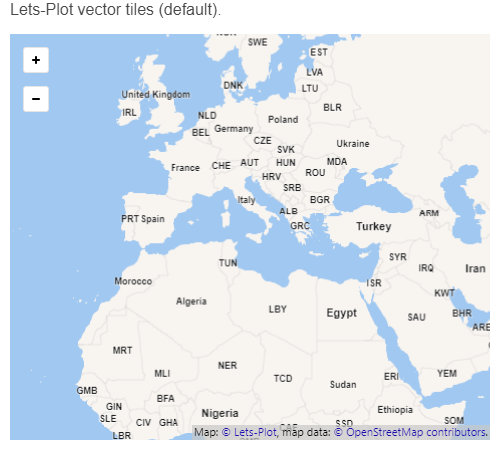 Lets-Plot vector tiles (default).
+
−
SWE
EST
LVA
DNK
LTU
United Kingdom
BLR
IRL
NLD
Poland
BEL
Germany
CZE
Ukraine
SVK
France
CHE
AUT
HUN
MDA
HRV
ROU
SRB
Italy
BGR
ALB
PRT
Spain
GRC
Turkey
ARM
TUN
SYR
IRQ
Iran
Morocco
ISR
KWT
Algeria
LBY
Egypt
SAU
BHR
ARE
MRT
MLI
NER
TCD
Sudan
ERI
YEM
GMB
BFA
GIN
Nigeria
Ethiopia
SLE
CIV
GHA
SSD
SOM
LBR
Map: © Lets-Plot, map data: © OpenStreetMap contributors.